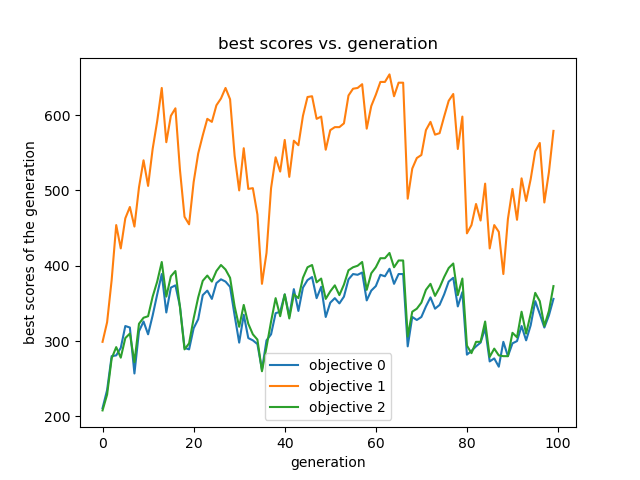 best scores vs. generation
best scores of the generation
600
500
400
300
200
0
20
40
60
80
100
generation
objective 0
objective 1
objective 2